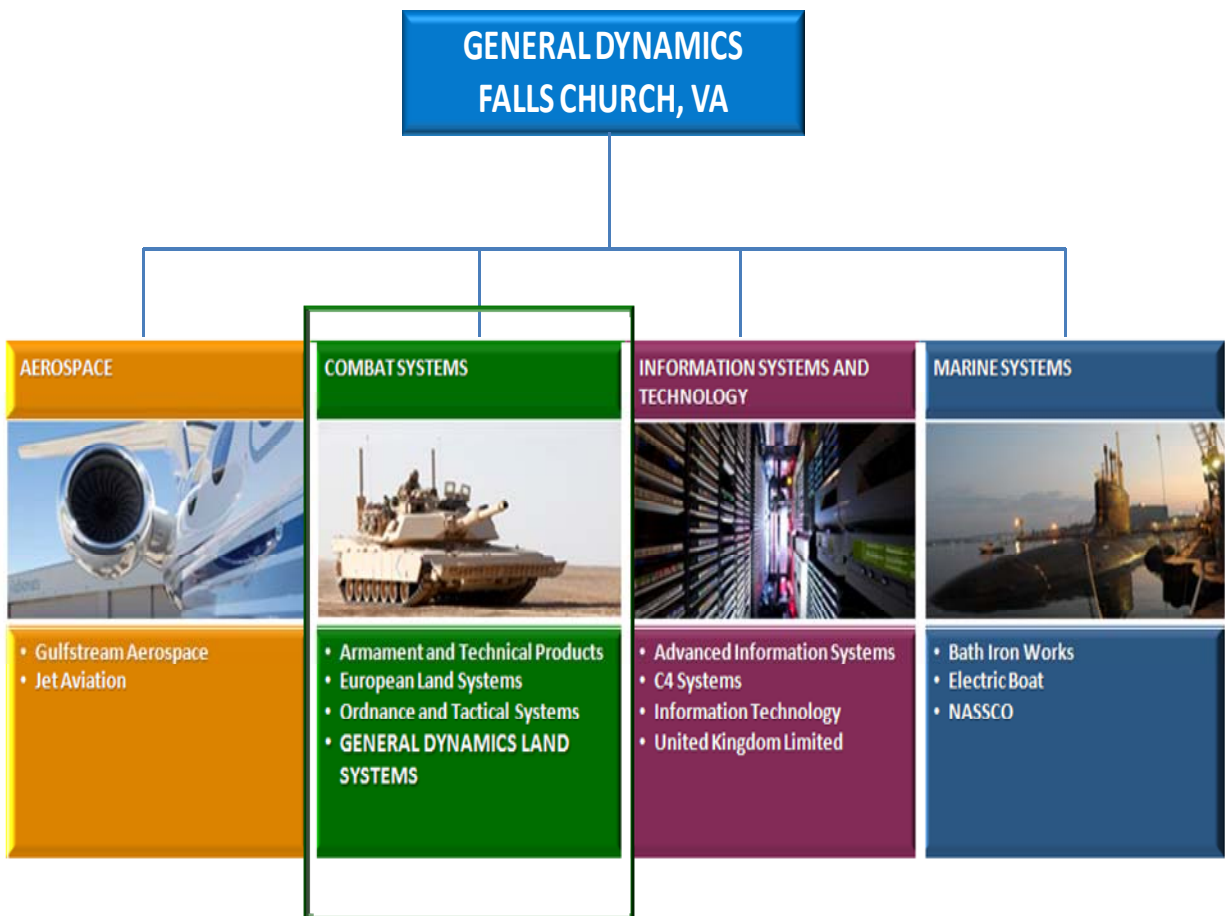 GENERAL DYNAMICS
FALLS CHURCH, VA
AEROSPACE
• Gulfstream Aerospace
• Jet Aviation
COMBAT SYSTEMS
• Armament and Technical Products
• European Land Systems
• Ordnance and Tactical Systems
• GENERAL DYNAMICS LAND
SYSTEMS
INFORMATION SYSTEMS AND
TECHNOLOGY
• Advanced Information Systems
• C4 Systems
• Information Technology
• United Kingdom Limited
MARINE SYSTEMS
• Bath Iron Works
• Electric Boat
• NASSCO